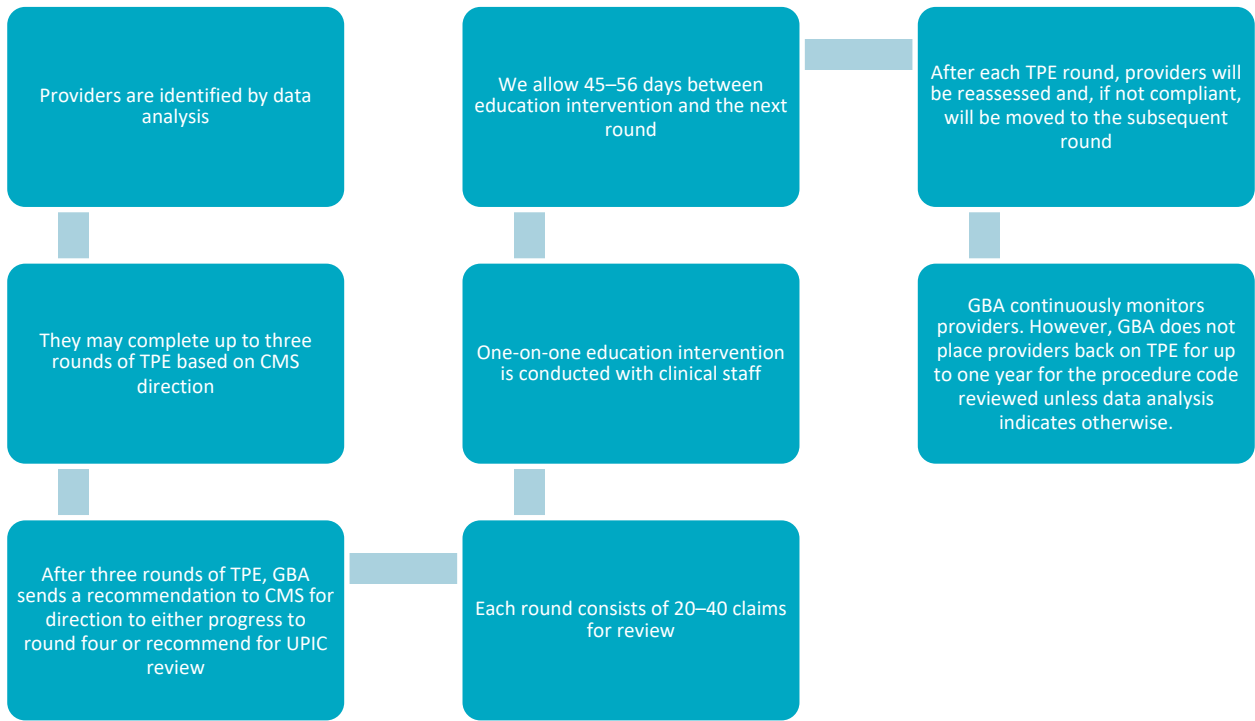 Providers are identified by data
analysis
They may complete up to three
rounds of TPE based on CMS
direction
After three rounds of TPE, GBA
sends a recommendation to CMS for
direction to either progress to
round four or recommend for UPIC
review
Each round consists of 20–40 claims
for review
One-on-one education intervention
is conducted with clinical staff
We allow 45–56 days between
education intervention and the next
round
After each TPE round, providers will
be reassessed and, if not compliant,
will be moved to the subsequent
round
GBA continuously monitors
providers. However, GBA does not
place providers back on TPE for up
to one year for the procedure code
reviewed unless data analysis
indicates otherwise.